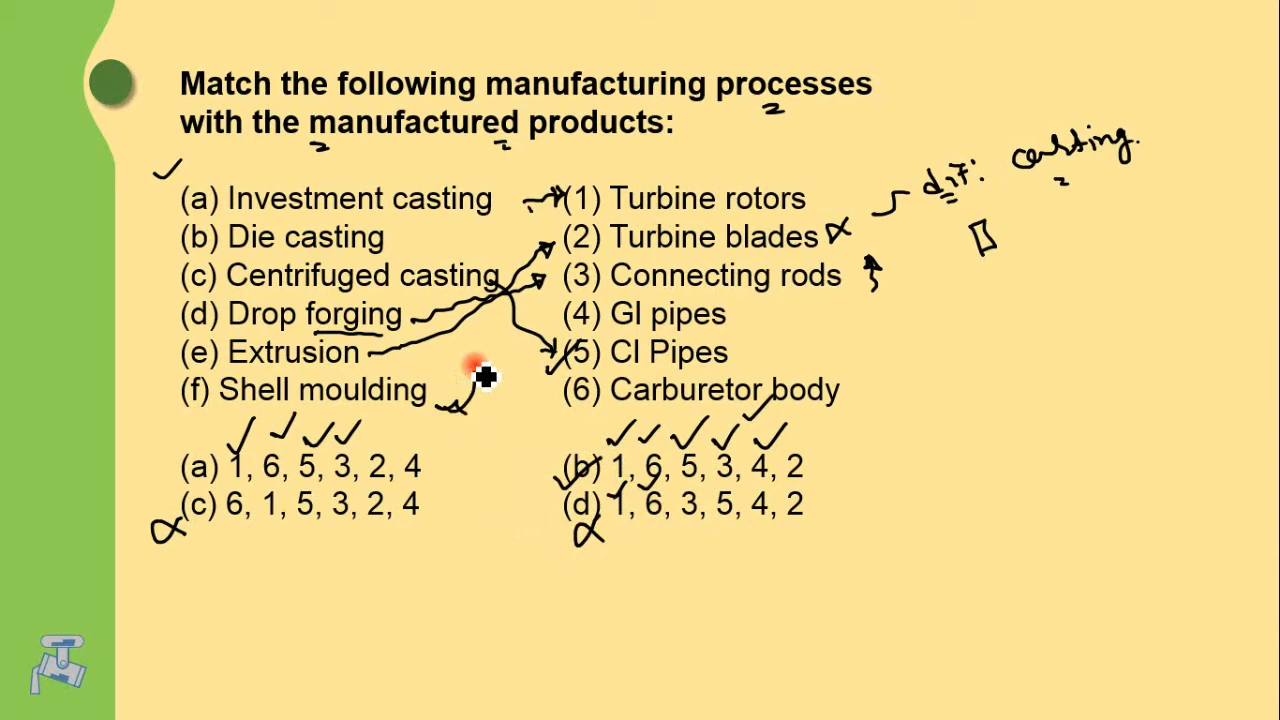 Match the following manufacturing processes
with the manufactured products:
dif: casting.
(a) Investment casting (1) Turbine rotors
(b) Die casting (2) Turbine blades
(c) Centrifuged casting (3) Connecting rods
(d) Drop forging (4) GI pipes
(e) Extrusion (5) CI Pipes
(f) Shell moulding (6) Carburetor body
(a) 1, 6, 5, 3, 2, 4 (b) 1, 6, 5, 3, 4, 2
(c) 6, 1, 5, 3, 2, 4 (d) 1, 6, 3, 5, 4, 2